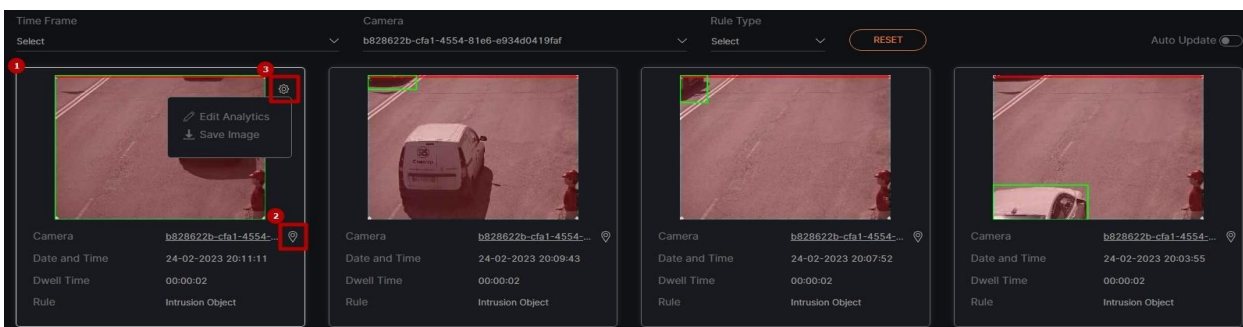 Time Frame
Camera
Rule Type
Select
b828622b-cfa1-4554-81e6-e934d0419faf
Select
RESET
Auto Update
1
3
Edit Analytics
Save Image
2
Camera
b828622b-cfa1-4554-...
Date and Time
24-02-2023 20:11:11
Dwell Time
00:00:02
Rule
Intrusion Object
Camera
b828622b-cfa1-4554-...
Date and Time
24-02-2023 20:09:43
Dwell Time
00:00:02
Rule
Intrusion Object
Camera
b828622b-cfa1-4554-...
Date and Time
24-02-2023 20:07:52
Dwell Time
00:00:02
Rule
Intrusion Object
Camera
b828622b-cfa1-4554-...
Date and Time
24-02-2023 20:03:55
Dwell Time
00:00:02
Rule
Intrusion Object